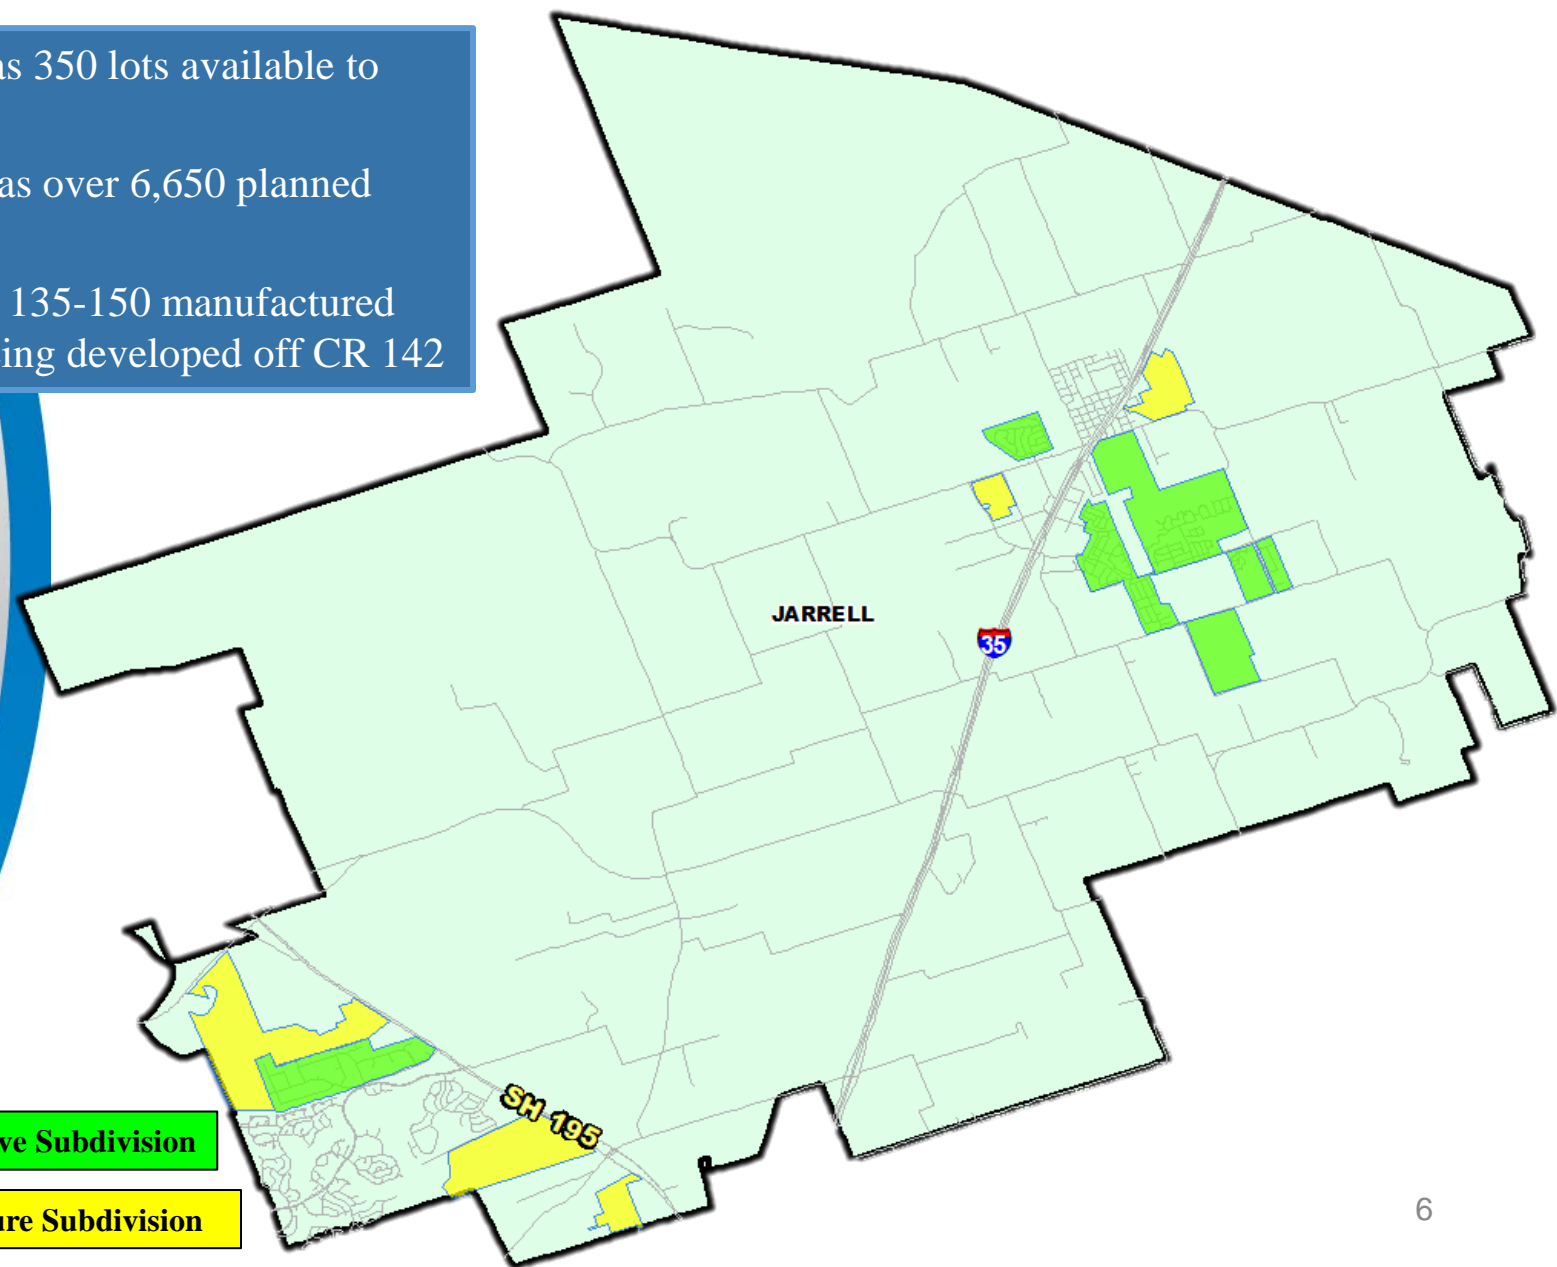 as 350 lots available to
as over 6,650 planned
135-150 manufactured
ing developed off CR 142
JARRELL
35
SH 195
ve Subdivision
ure Subdivision
6